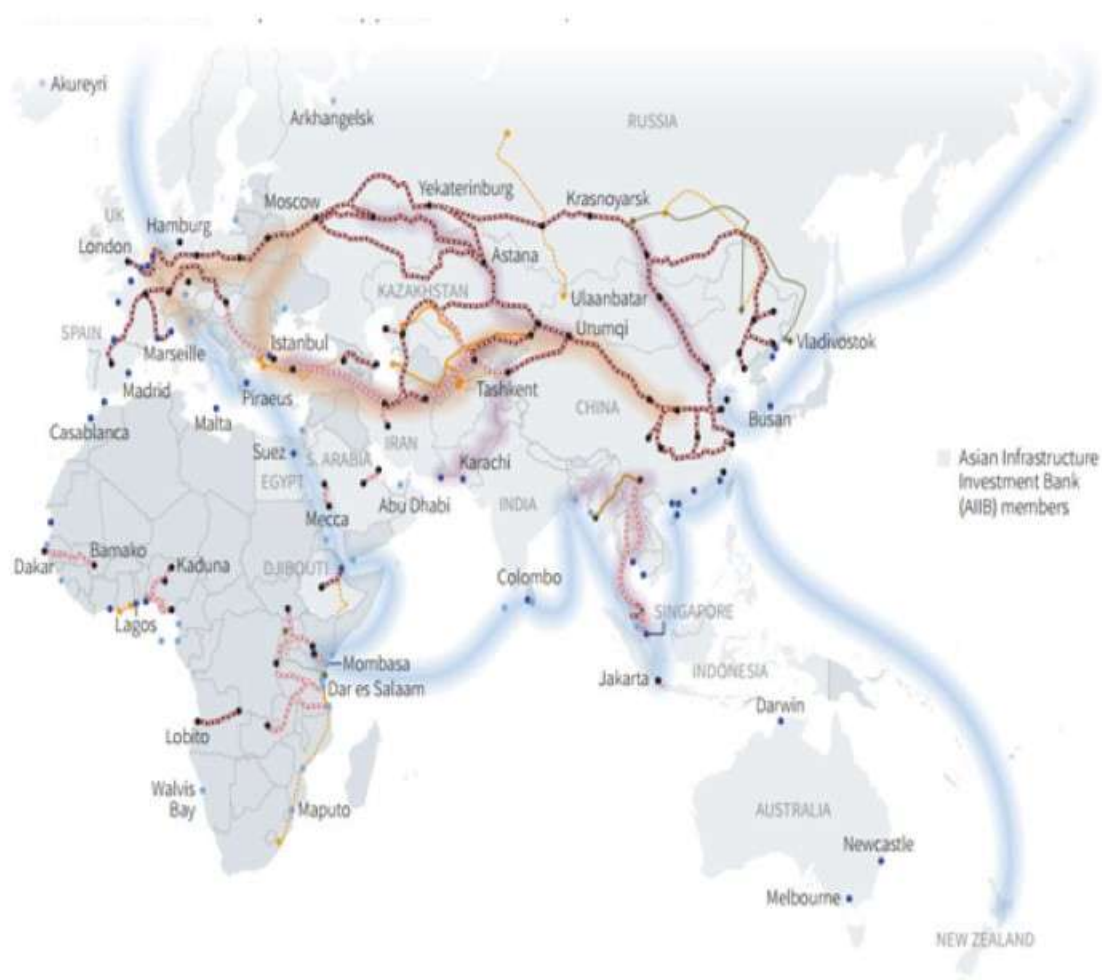 Akureyri
Arkhangelsk
RUSSIA
Yekaterinburg
Krasnoyarsk
Moscow
UK
Hamburg
London
Astana
KAZAKHSTAN
Ulaanbatar
Urumqi
SPAIN
Istanbul
Vladivostok
Marseille
Madrid
Piraeus
Tashkent
CHINA
Busan
Malta
Casablanca
IRAN
Suez
S. ARABIA
Karachi
Asian Infrastructure
Investment Bank
(AIIB) members
EGYPT
Abu Dhabi
INDIA
Mecca
Bamako
Dakar
Kaduna
DJIBOUTI
Colombo
Lagos
SINGAPORE
Mombasa
INDONESIA
Jakarta
Dar es Salaam
Darwin
Lobito
Walvis
Bay
Maputo
AUSTRALIA
Newcastle
Melbourne
NEW ZEALAND